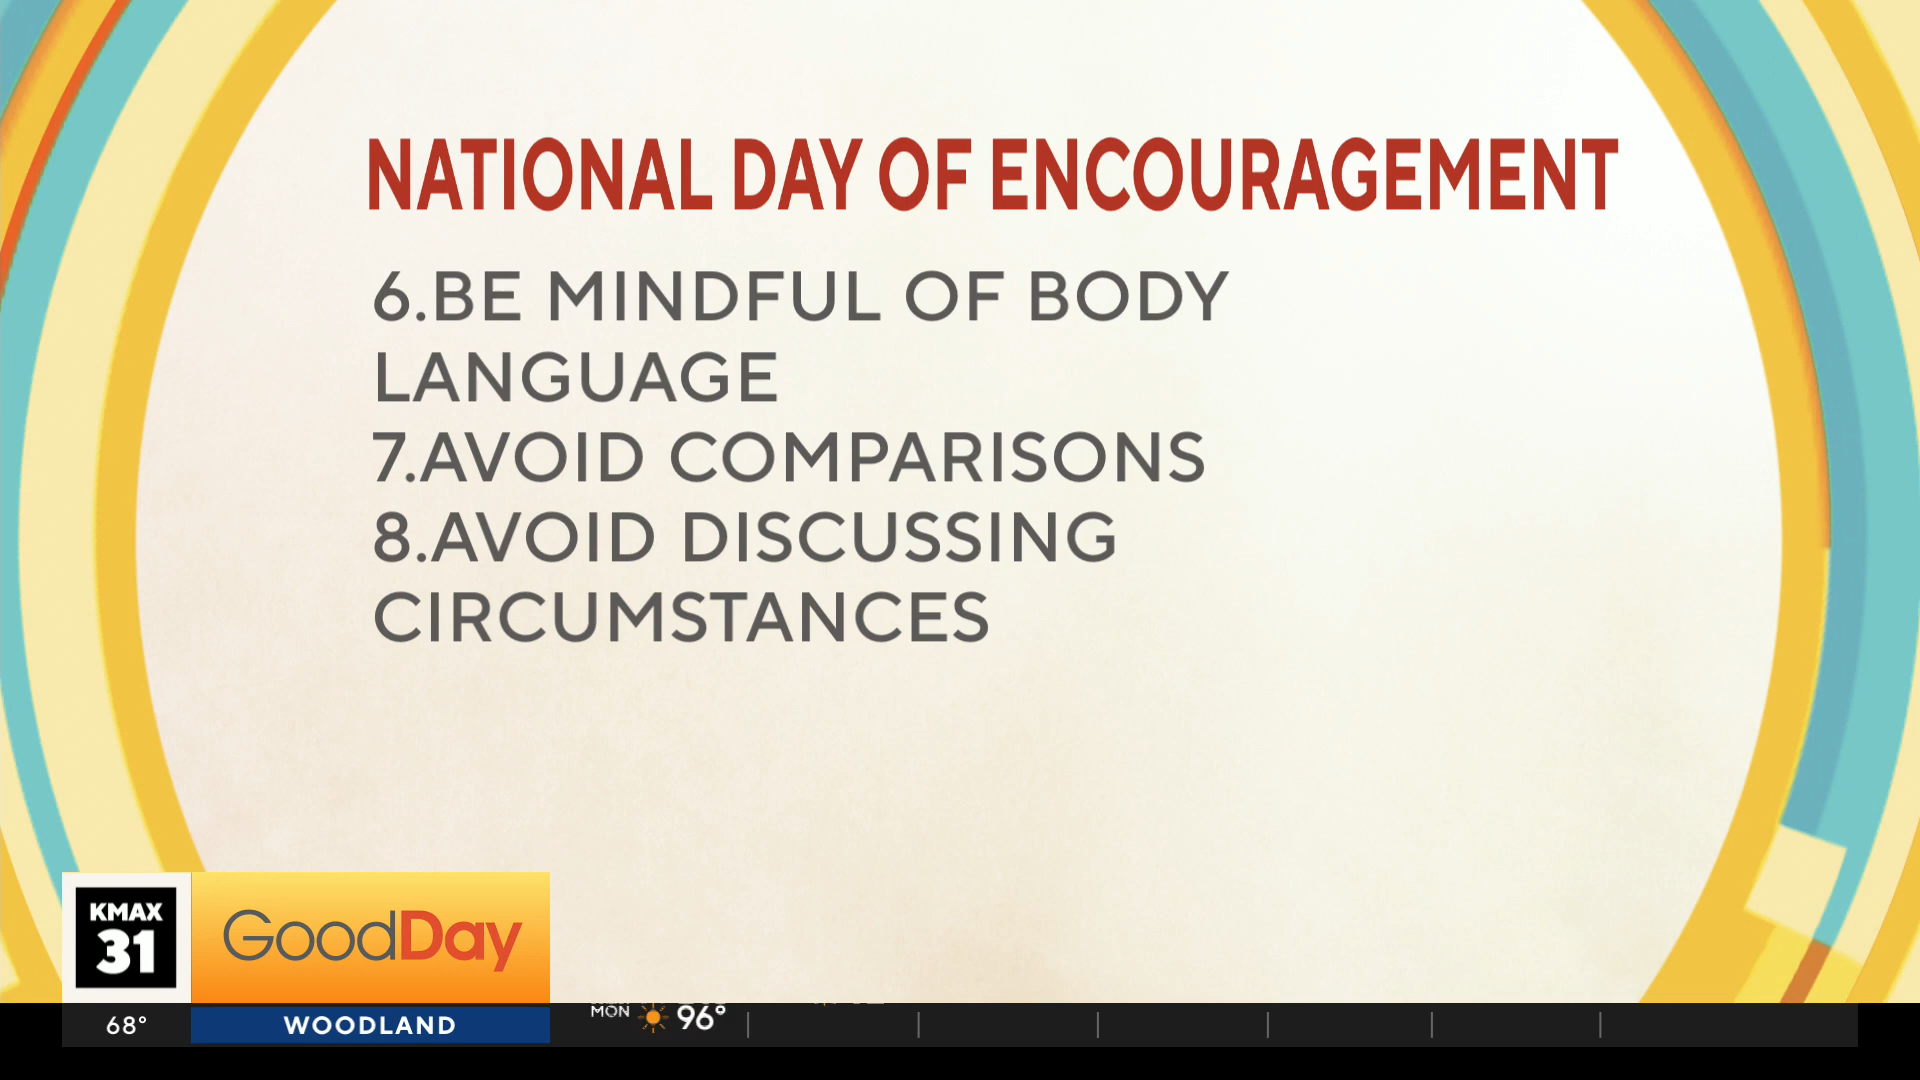 NATIONAL DAY OF ENCOURAGEMENT
6.BE MINDFUL OF BODY
LANGUAGE
7.AVOID COMPARISONS
8.AVOID DISCUSSING
CIRCUMSTANCES
KMAX
31
GoodDay
68°
WOODLAND
MON
96°